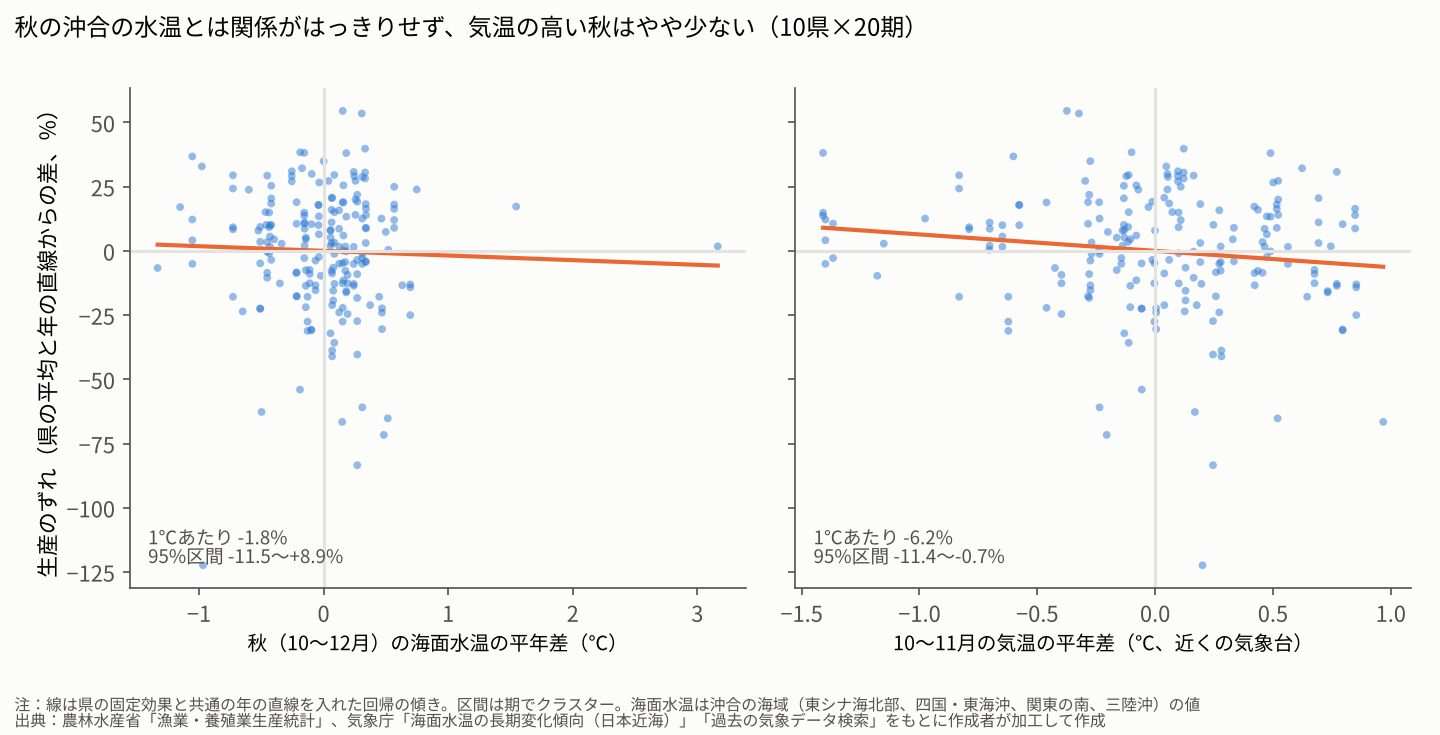 秋の沖合の水温とは関係がはっきりせず、気温の高い秋はやや少ない（10県×20期）
生産のずれ（県の平均と年の直線からの差、%）
50
25
0
−25
−50
−75
−100
−125
1℃あたり -1.8%
95%区間 -11.5〜+8.9%
−1
0
1
2
3
秋（10〜12月）の海面水温の平年差（℃）
1℃あたり -6.2%
95%区間 -11.4〜-0.7%
−1.5
−1.0
−0.5
0.0
0.5
1.0
10〜11月の気温の平年差（℃、近くの気象台）
注：線は県の固定効果と共通の年の直線を入れた回帰の傾き。区間は期でクラスター。海面水温は沖合の海域（東シナ海北部、四国・東海沖、関東の南、三陸沖）の値
出典：農林水産省「漁業・養殖業生産統計」、気象庁「海面水温の長期変化傾向（日本近海）」「過去の気象データ検索」をもとに作成者が加工して作成